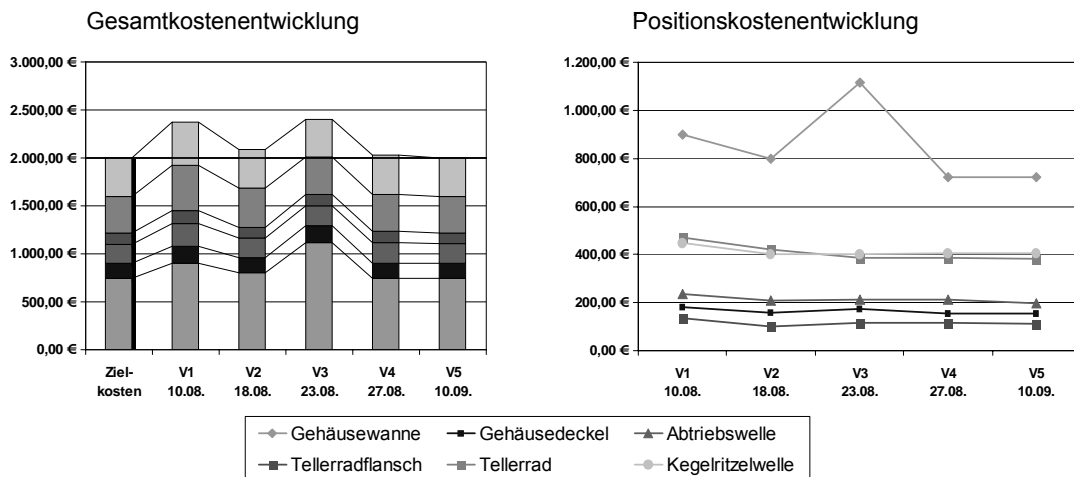 Gesamtkostenentwicklung
3.000,00 €
2.500,00 €
2.000,00 €
1.500,00 €
1.000,00 €
500,00 €
0,00 €
Ziel- V1 V2 V3 V4 V5
kosten 10.08. 18.08. 23.08. 27.08. 10.09.
Positionskostenentwicklung
1.200,00 €
1.000,00 €
800,00 €
600,00 €
400,00 €
200,00 €
0,00 €
V1 V2 V3 V4 V5
10.08. 18.08. 23.08. 27.08. 10.09.
Gehäusewanne Gehäusedeckel Abtriebswelle
Tellerradflansch Tellerrad Kegelritzelwelle